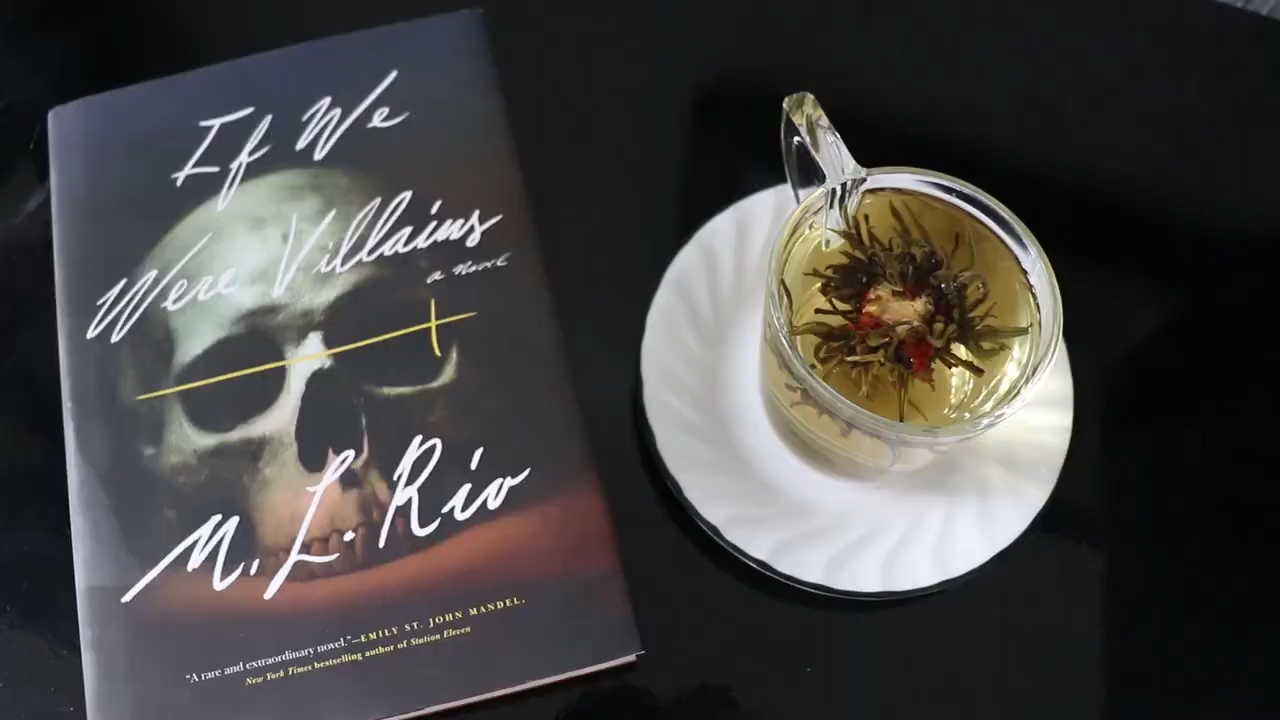 If We
Were Villains
a novel
M. L. Rio
“A rare and extraordinary novel.”—EMILY ST. JOHN MANDEL,
New York Times bestselling author of Station Eleven